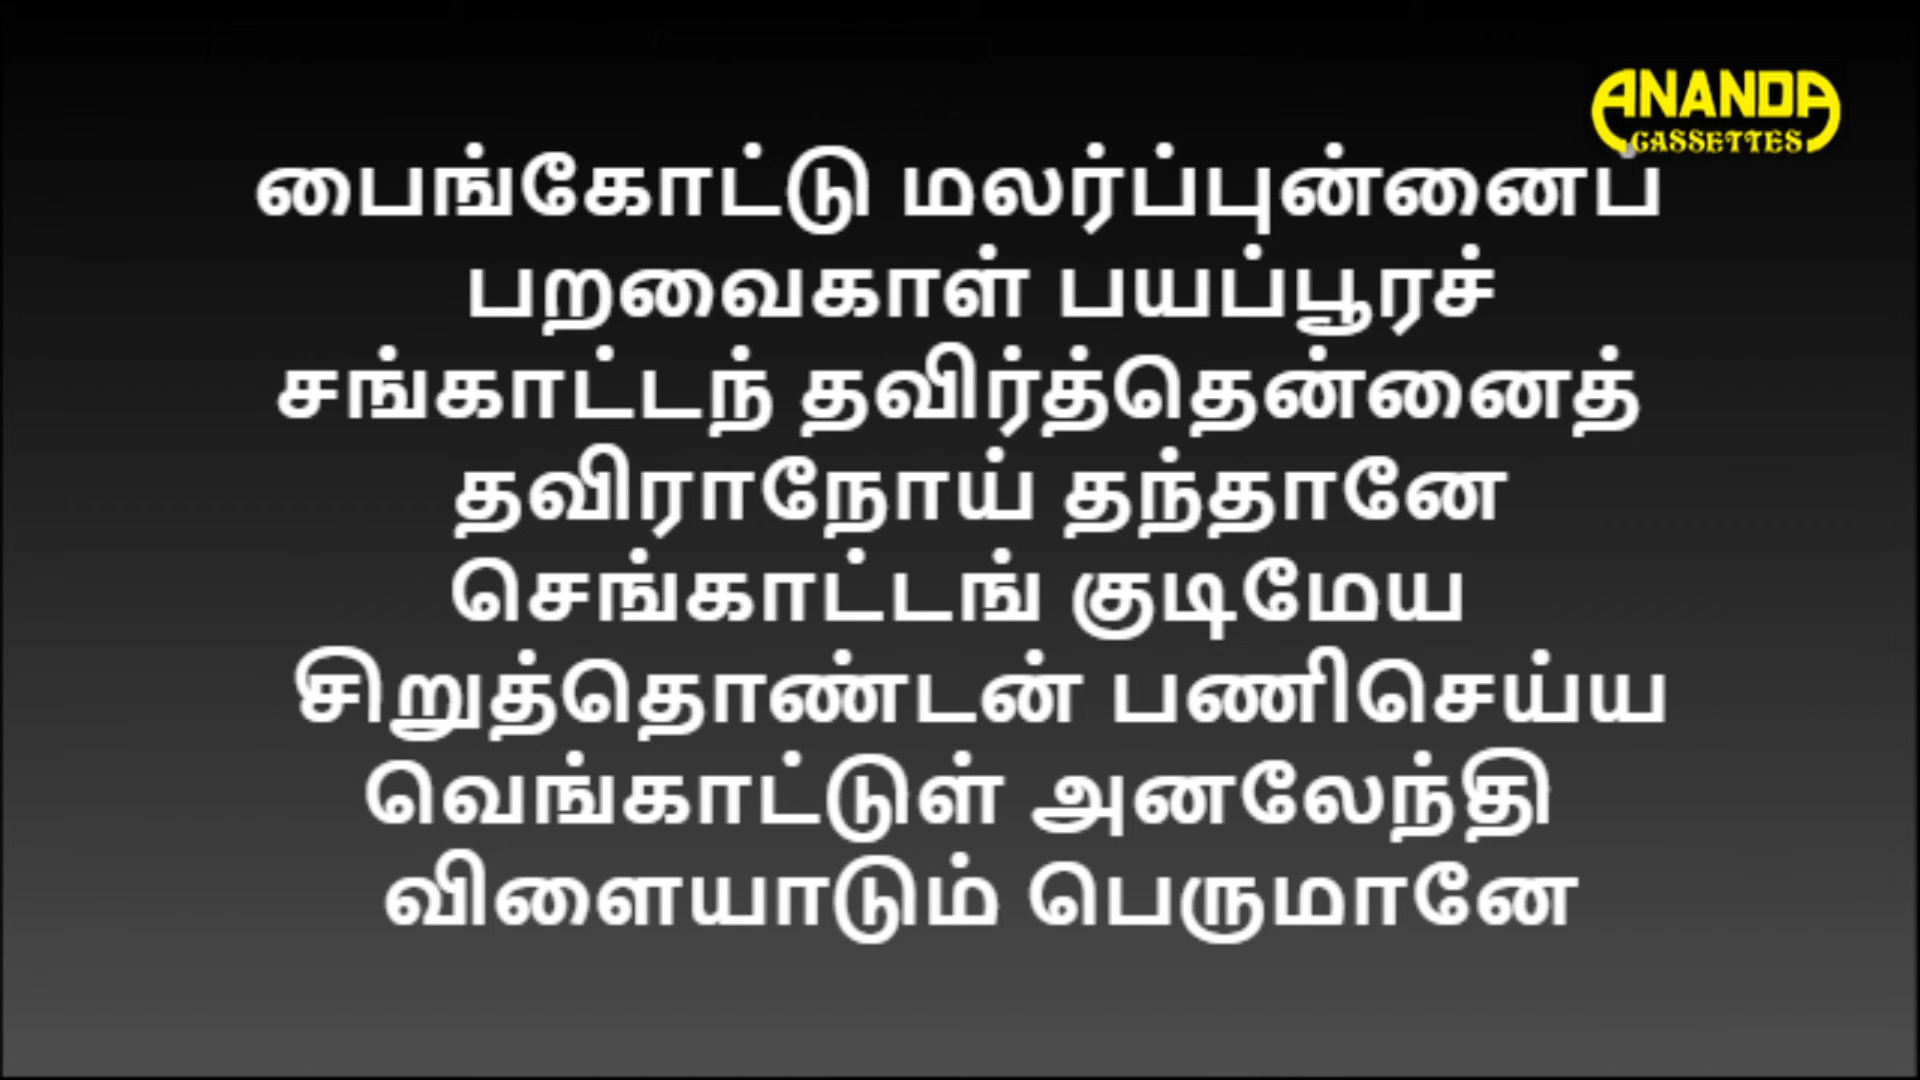 ANANDA
CASSETTES
பைங்கோட்டு மலர்ப்புன்னைப்
பறவைகாள் பயப்பூரச்
சங்காட்டந் தவிர்த்தென்னைத்
தவிராநோய் தந்தானே
செங்காட்டங் குடிமேய
சிறுத்தொண்டன் பணிசெய்ய
வெங்காட்டுள் அனலேந்தி
விளையாடும் பெருமானே